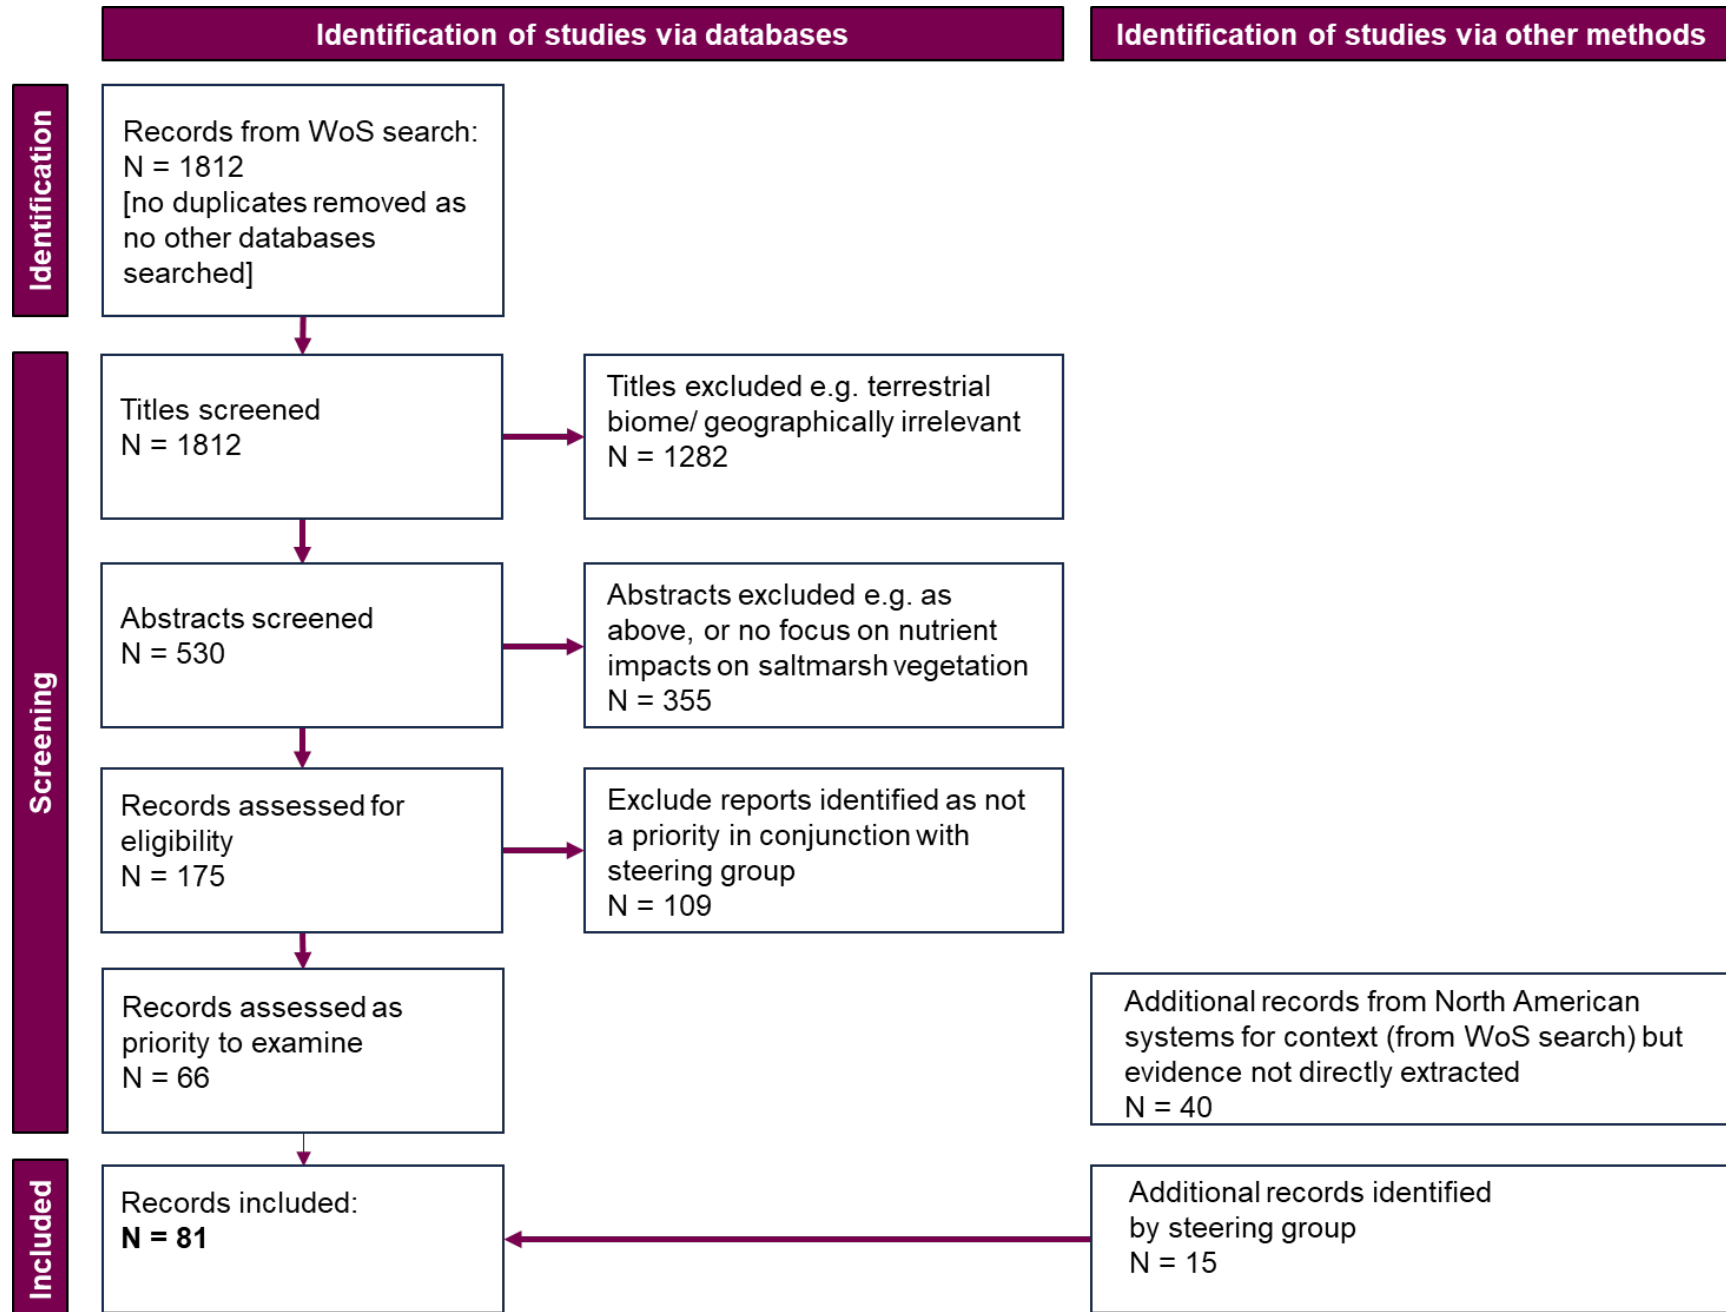 Identification of studies via databases
Identification of studies via other methods
Identification
Records from WoS search:
N = 1812
[no duplicates removed as
no other databases
searched]
Screening
Titles screened
N = 1812
Titles excluded e.g. terrestrial
biome/ geographically irrelevant
N = 1282
Abstracts screened
N = 530
Abstracts excluded e.g. as
above, or no focus on nutrient
impacts on saltmarsh vegetation
N = 355
Records assessed for
eligibility
N = 175
Exclude reports identified as not
a priority in conjunction with
steering group
N = 109
Records assessed as
priority to examine
N = 66
Additional records from North American
systems for context (from WoS search) but
evidence not directly extracted
N = 40
Included
Records included:
N = 81
Additional records identified
by steering group
N = 15